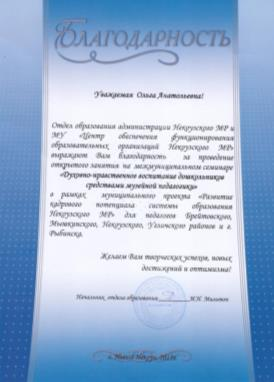 БЛАГОДАРНОСТЬ
Уважаемая Ольга Анатольевна!
Отдел образования администрации Некоузского МР и
МУ «Центр обеспечения функционирования
образовательных организаций Некоузского МР»
выражают Вам благодарность за проведение
открытого занятия на межмуниципальном семинаре
«Духовно-нравственное воспитание дошкольников
средствами музейной педагогики»
в рамках муниципального проекта «Развитие
кадрового потенциала системы образования
Некоузского МР» для педагогов Брейтовского,
Мышкинского, Некоузского, Угличского районов и г.
Рыбинска.
Желаем Вам творческих успехов, новых
достижений и оптимизма!
Начальник отдела образования М.Н.
с. Новый Некоуз,